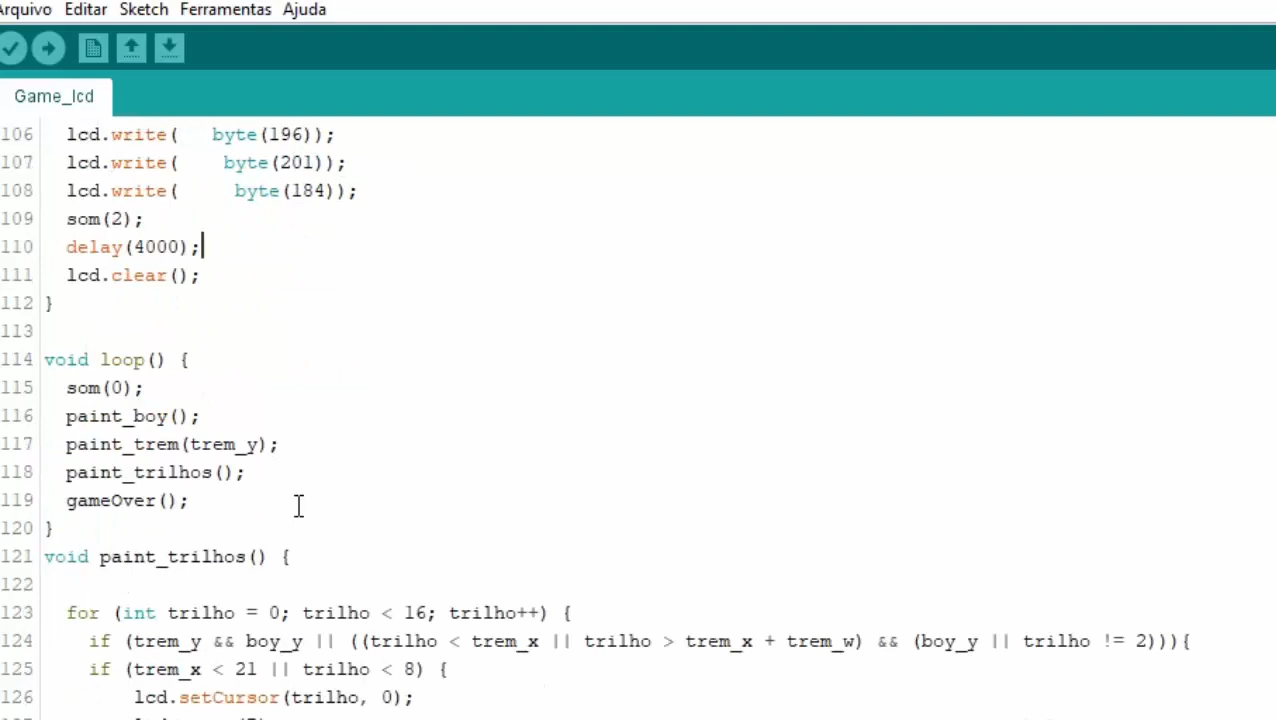 Arquivo Editar Sketch Ferramentas Ajuda
Game_lcd
106 lcd.write( byte(196));
107 lcd.write( byte(201));
108 lcd.write( byte(184));
109 som(2);
110 delay(4000);
111 lcd.clear();
112 }
113
114 void loop() {
115 som(0);
116 paint_boy();
117 paint_trem(trem_y);
118 paint_trilhos();
119 gameOver();
120 }
121 void paint_trilhos() {
122
123 for (int trilho = 0; trilho < 16; trilho++) {
124 if (trem_y && boy_y || ((trilho < trem_x || trilho > trem_x + trem_w) && (boy_y || trilho != 2))){
125 if (trem_x < 21 || trilho < 8) {
126 lcd.setCursor(trilho, 0);